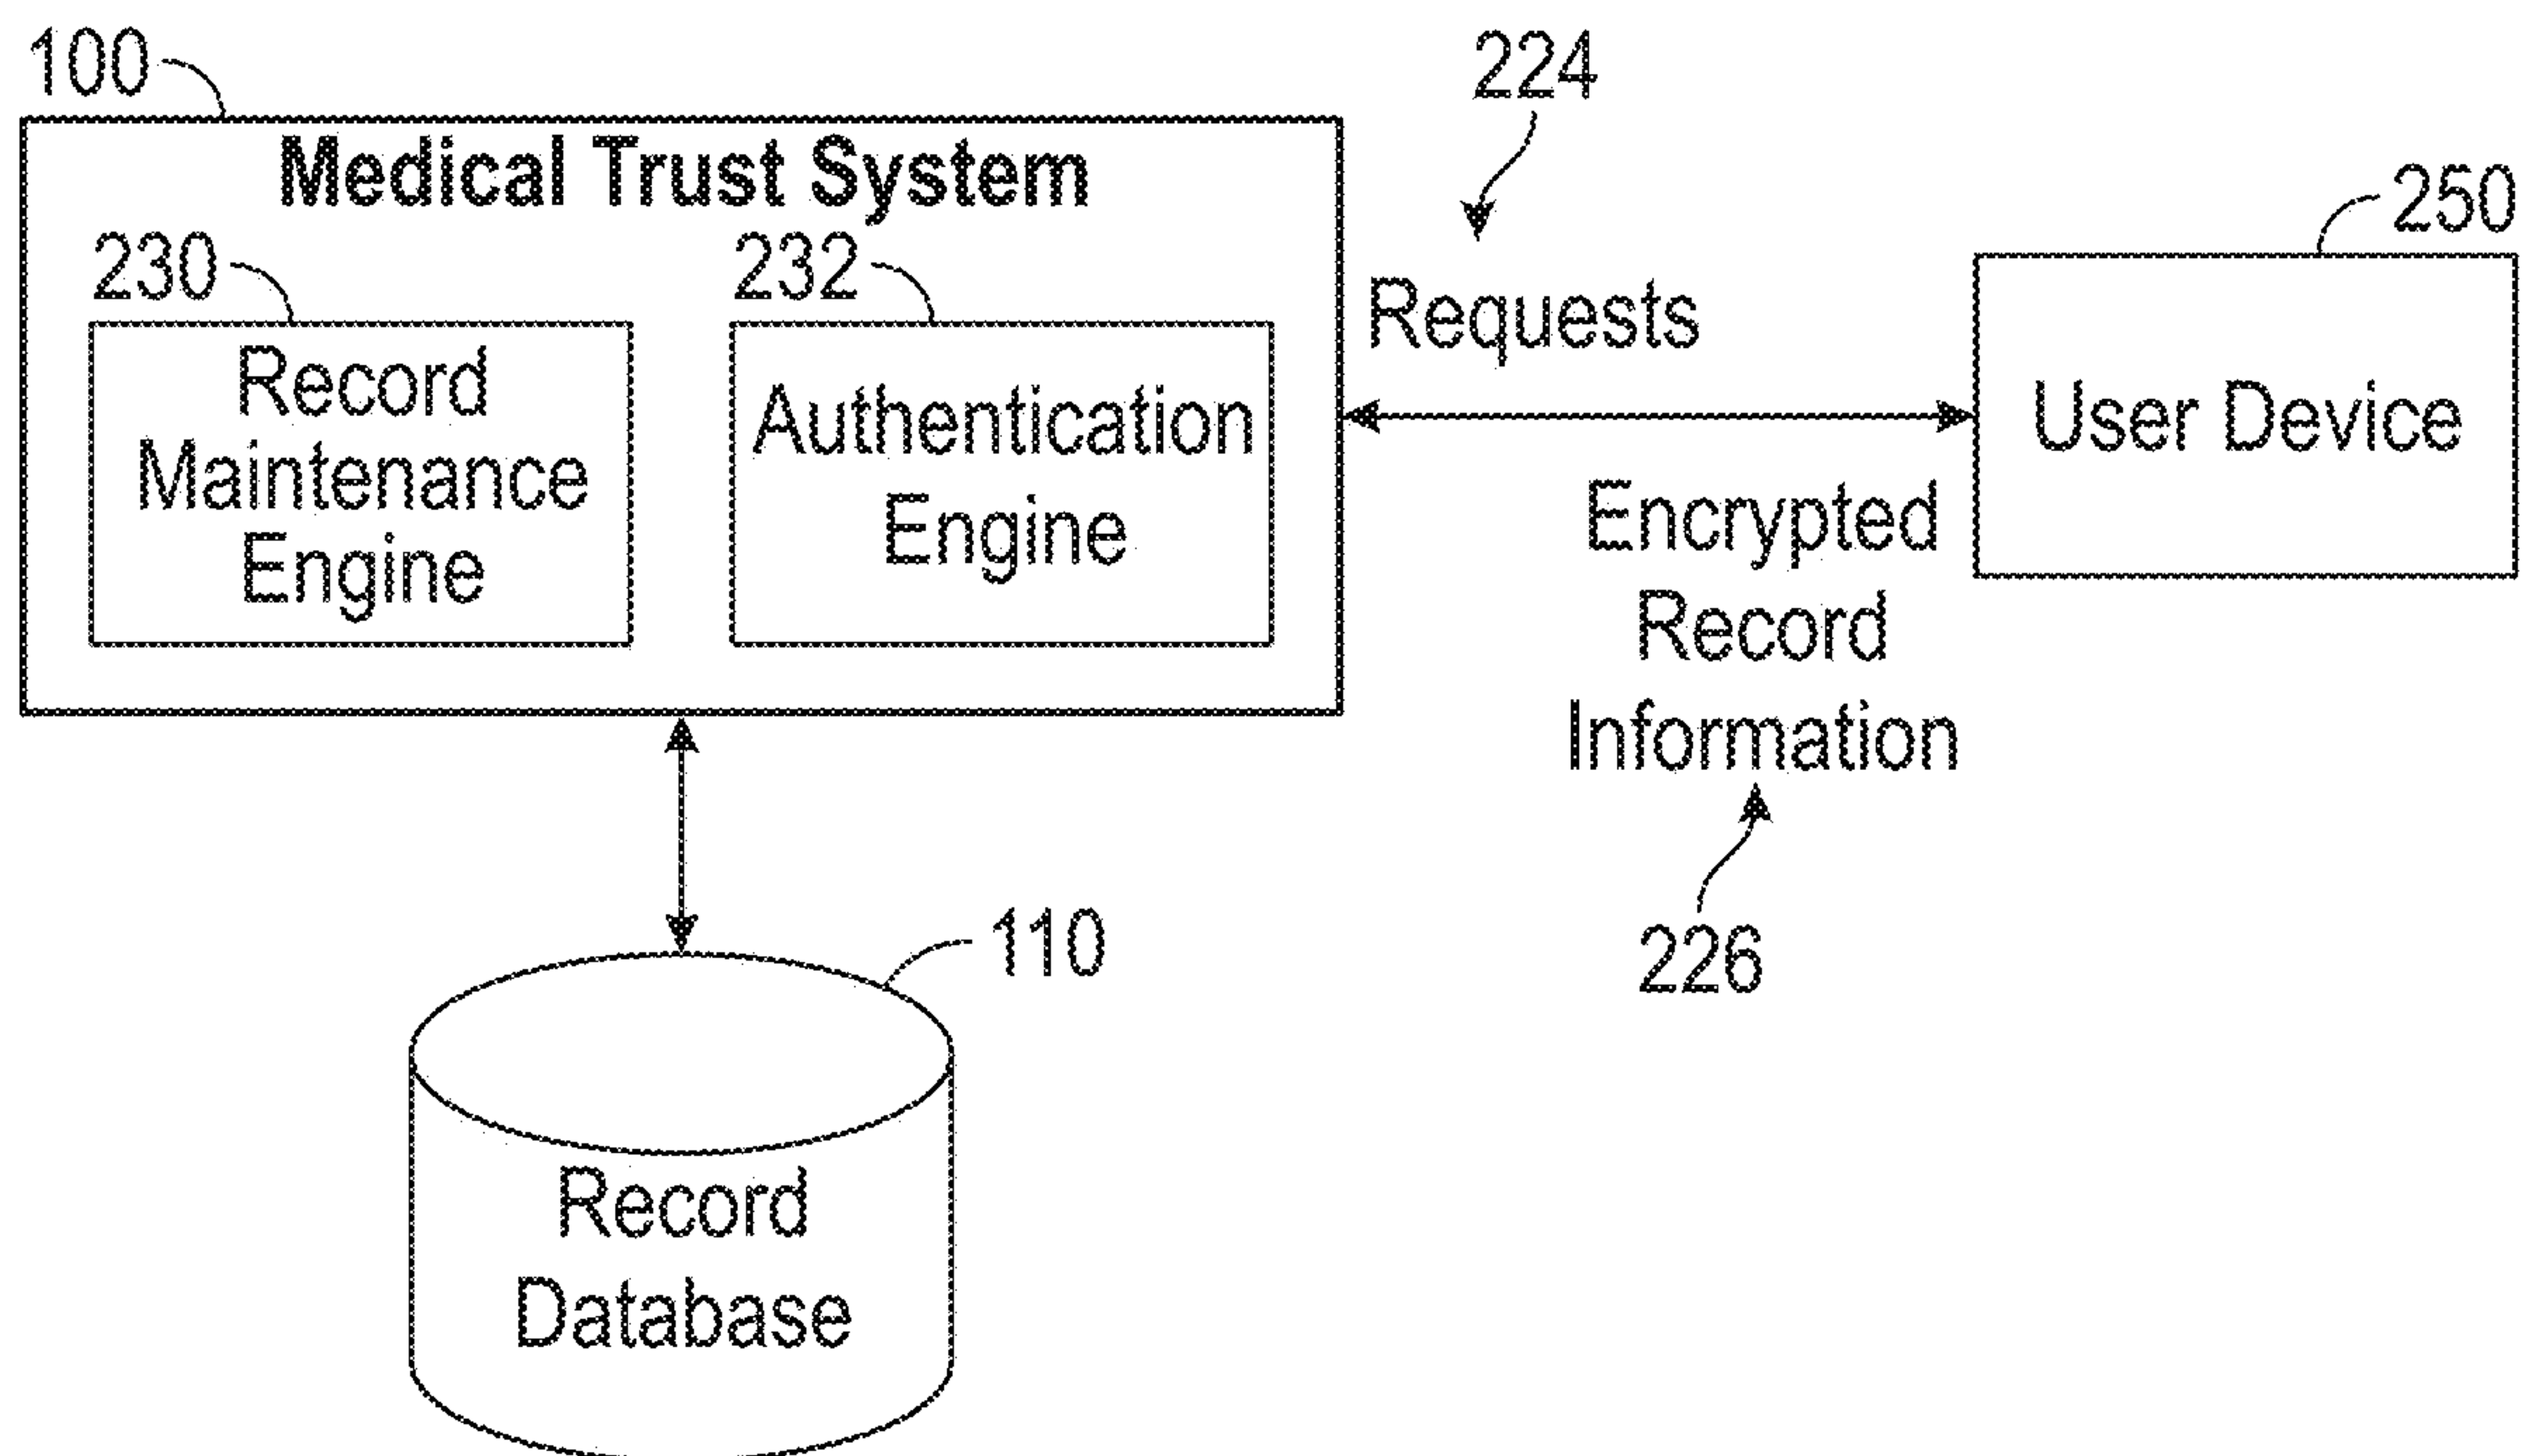 100
Medical Trust System
230
Record
Maintenance
Engine
232
Authentication
Engine
224
Requests
250
User Device
Encrypted
Record
Information
226
110
Record
Database